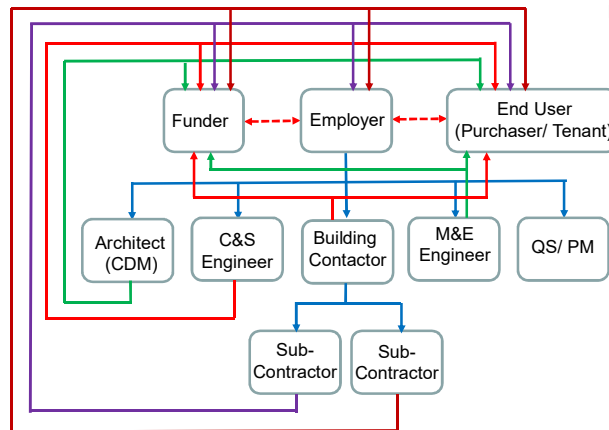 Funder
Employer
End User
(Purchaser/ Tenant)
Architect
(CDM)
C&S
Engineer
Building
Contactor
M&E
Engineer
QS/ PM
Sub-
Contractor
Sub-
Contractor